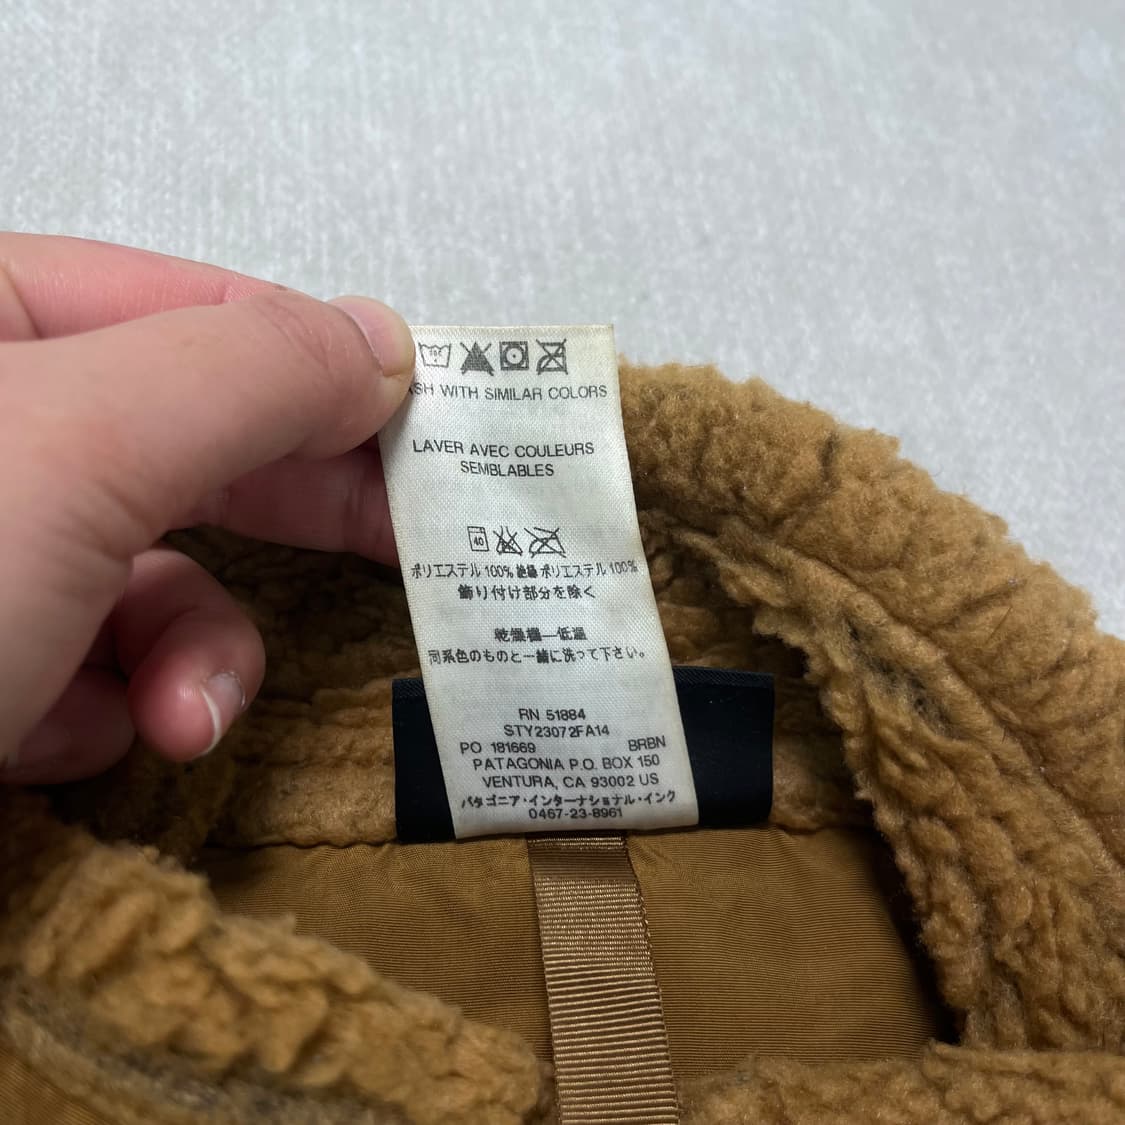 WITH SIMILAR COLORS
LAVER AVEC COULEURS
SEMBLABLES
40
ポリエステル 100% 絶縁 ポリエステル 100%
飾り付け部分を除く
乾燥機—低温
同系色のものと一緒に洗って下さい。
RN 51884
STY23072FA14
PO 181669 BRBN
PATAGONIA P.O. BOX 150
VENTURA, CA 93002 US
パタゴニア・インターナショナル・インク
0467-23-8961